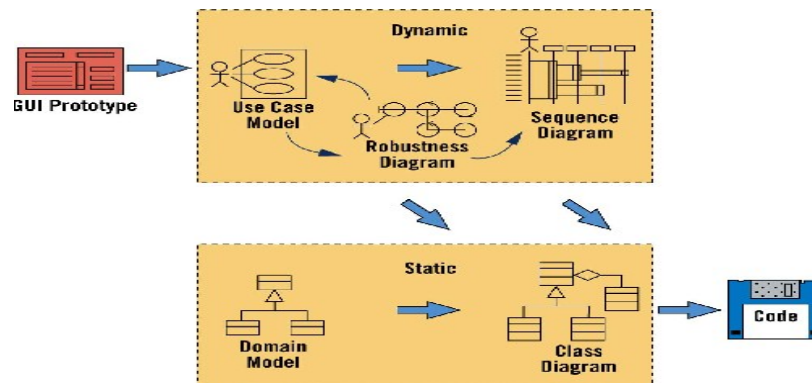 Dynamic
GUI Prototype
Use Case
Model
Robustness
Diagram
Sequence
Diagram
Static
Domain
Model
Class
Diagram
Code